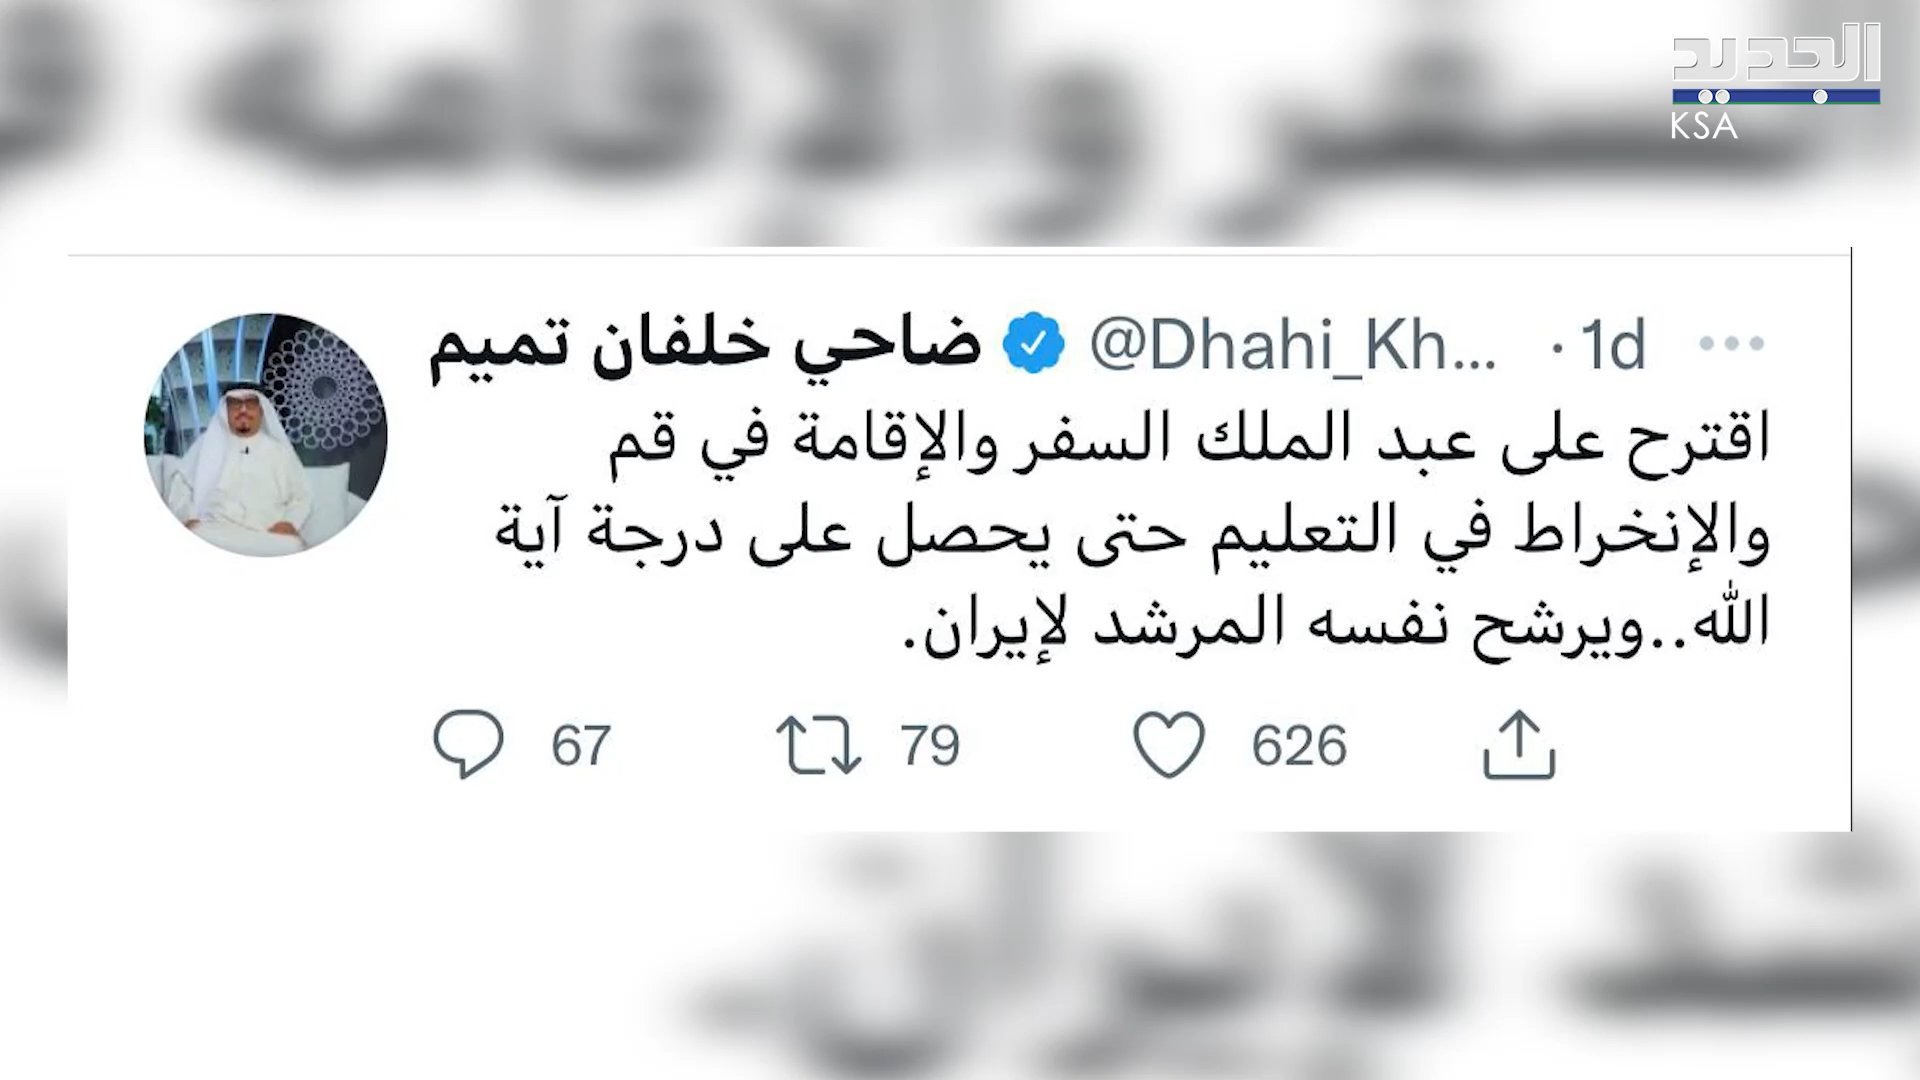 الجديد
KSA
ضاحي خلفان تميم @Dhahi_Kh... · 1d
اقترح على عبد الملك السفر والإقامة في قم
والإنخراط في التعليم حتى يحصل على درجة آية
الله..ويرشح نفسه المرشد لإيران.
67 79 626